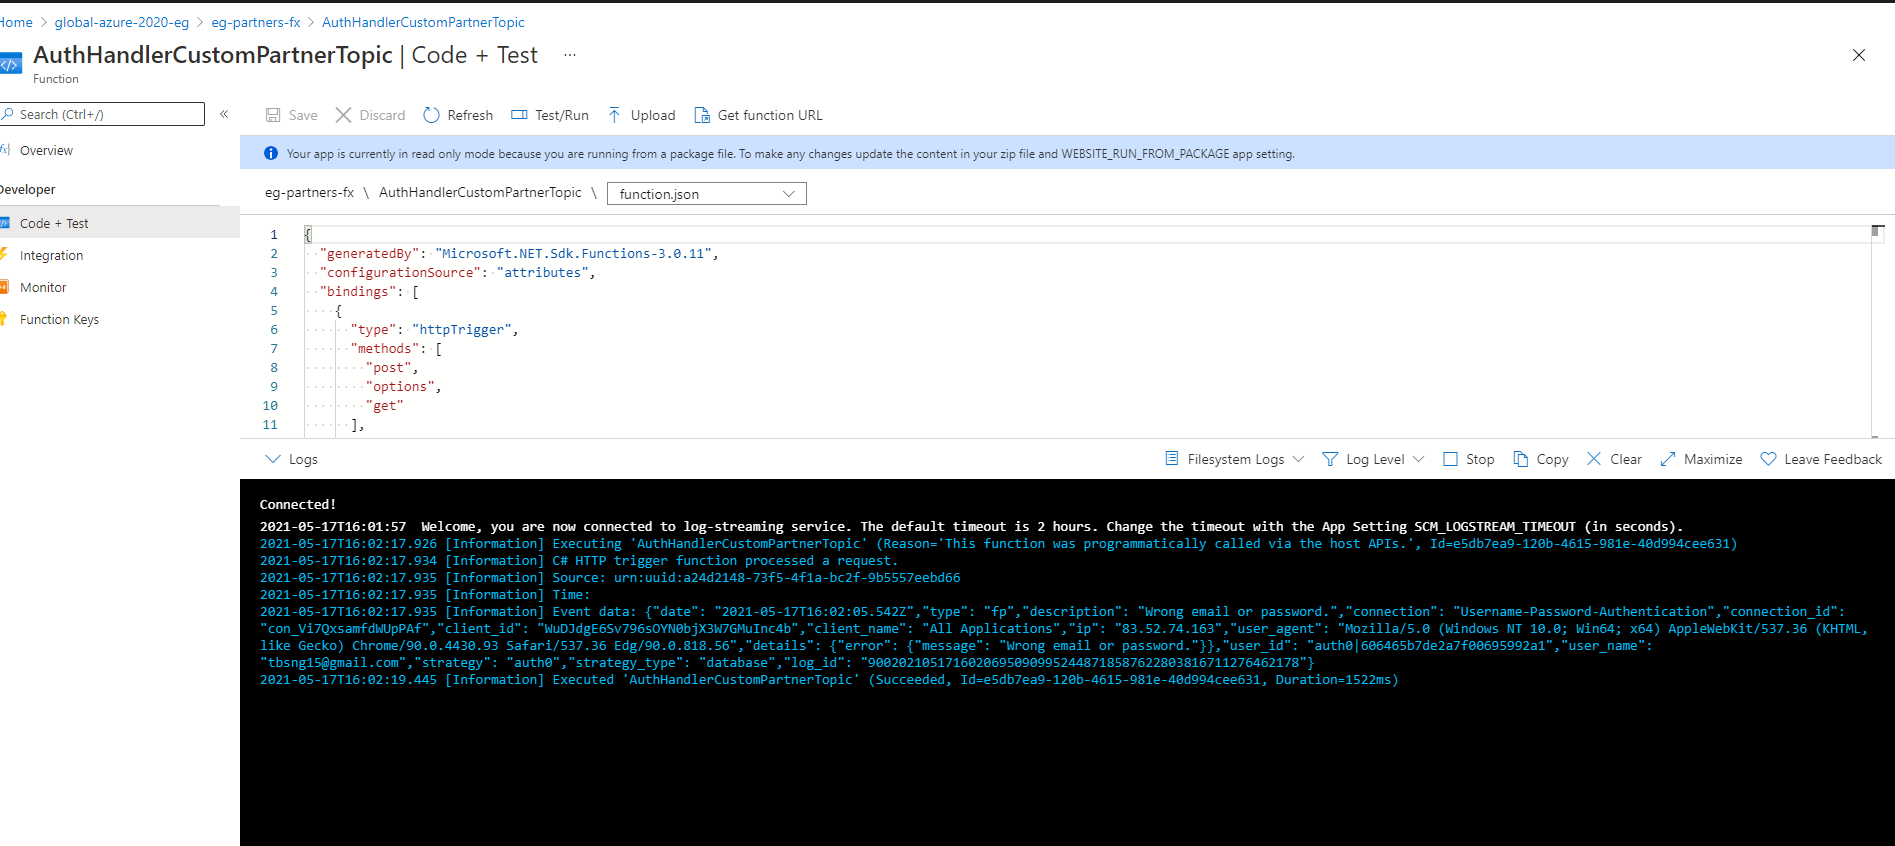 Home > global-azure-2020-eg > eg-partners-fx > AuthHandlerCustomPartnerTopic
AuthHandlerCustomPartnerTopic | Code + Test ...
Function
Search (Ctrl+/) «
Overview
Developer
Code + Test
Integration
Monitor
Function Keys
Save Discard Refresh Test/Run Upload Get function URL
Your app is currently in read only mode because you are running from a package file. To make any changes update the content in your zip file and WEBSITE_RUN_FROM_PACKAGE app setting.
eg-partners-fx \ AuthHandlerCustomPartnerTopic \ function.json
1 {
2 "generatedBy": "Microsoft.NET.Sdk.Functions-3.0.11",
3 "configurationSource": "attributes",
4 "bindings": [
5 {
6 "type": "httpTrigger",
7 "methods": [
8 "post",
9 "options",
10 "get"
11 ],
Logs Filesystem Logs Log Level Stop Copy Clear Maximize Leave Feedback
Connected!
2021-05-17T16:01:57 Welcome, you are now connected to log-streaming service. The default timeout is 2 hours. Change the timeout with the App Setting SCM_LOGSTREAM_TIMEOUT (in seconds).
2021-05-17T16:02:17.926 [Information] Executing 'AuthHandlerCustomPartnerTopic' (Reason='This function was programmatically called via the host APIs.', Id=e5db7ea9-120b-4615-981e-40d994cee631)
2021-05-17T16:02:17.934 [Information] C# HTTP trigger function processed a request.
2021-05-17T16:02:17.935 [Information] Source: urn:uuid:a24d2148-73f5-4f1a-bc2f-9b5557eebd66
2021-05-17T16:02:17.935 [Information] Time:
2021-05-17T16:02:17.935 [Information] Event data: {"date": "2021-05-17T16:02:05.542Z","type": "fp","description": "Wrong email or password.","connection": "Username-Password-Authentication","connection_id":
"con_Vi7QxsamfdWUpPAf","client_id": "WuDJdgE6Sv796sOYN0bjX3W7GMuInc4b","client_name": "All Applications","ip": "83.52.74.163","user_agent": "Mozilla/5.0 (Windows NT 10.0; Win64; x64) AppleWebKit/537.36 (KHTML,
like Gecko) Chrome/90.0.4430.93 Safari/537.36 Edg/90.0.818.56","details": {"error": {"message": "Wrong email or password."}},"user_id": "auth0|606465b7de2a7f00695992a1","user_name":
"tbsng15@gmail.com","strategy": "auth0","strategy_type": "database","log_id": "90020210517160206950909952448718587622803816711276462178"}
2021-05-17T16:02:19.445 [Information] Executed 'AuthHandlerCustomPartnerTopic' (Succeeded, Id=e5db7ea9-120b-4615-981e-40d994cee631, Duration=1522ms)